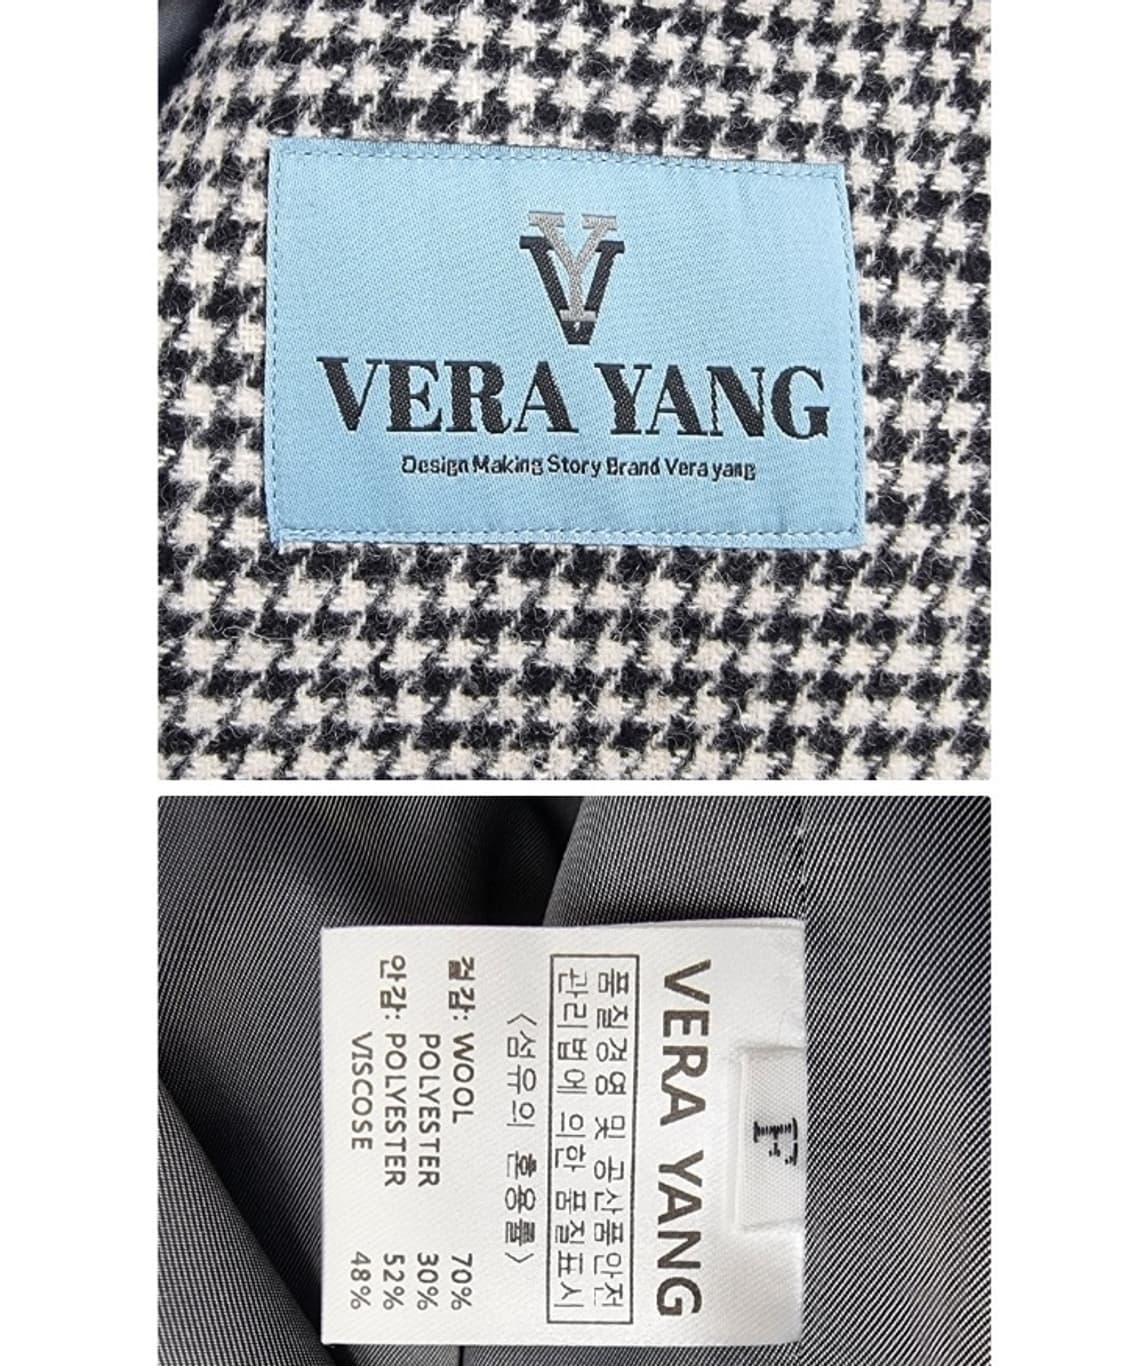 VY
VERA YANG
Design Making Story Brand Vera yang
F
VERA YANG
품질경영 및 공산품안전
관리법에 의한 품질표시
<섬유의 혼용률>
겉감: WOOL 70%
POLYESTER 30%
안감: POLYESTER 52%
VISCOSE 48%